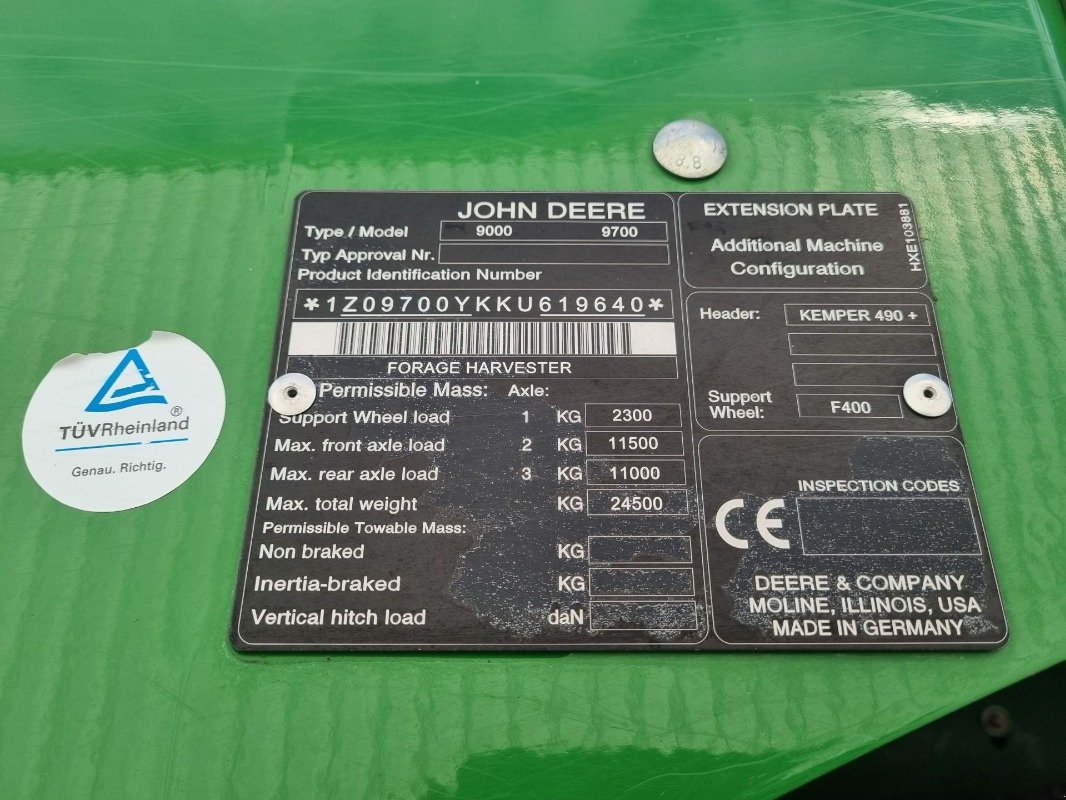 8.8
JOHN DEERE
Type / Model 9000 9700
Typ Approval Nr.
Product Identification Number
*1Z09700YKKU619640*
FORAGE HARVESTER
Permissible Mass: Axle:
Support Wheel load 1 KG 2300
Max. front axle load 2 KG 11500
Max. rear axle load 3 KG 11000
Max. total weight KG 24500
Permissible Towable Mass:
Non braked KG
Inertia-braked KG
Vertical hitch load daN
EXTENSION PLATE
Additional Machine
Configuration
HXE103881
Header: KEMPER 490 +
Support
Wheel: F400
INSPECTION CODES
CE
DEERE & COMPANY
MOLINE, ILLINOIS, USA
MADE IN GERMANY
TÜVRheinland®
Genau. Richtig.